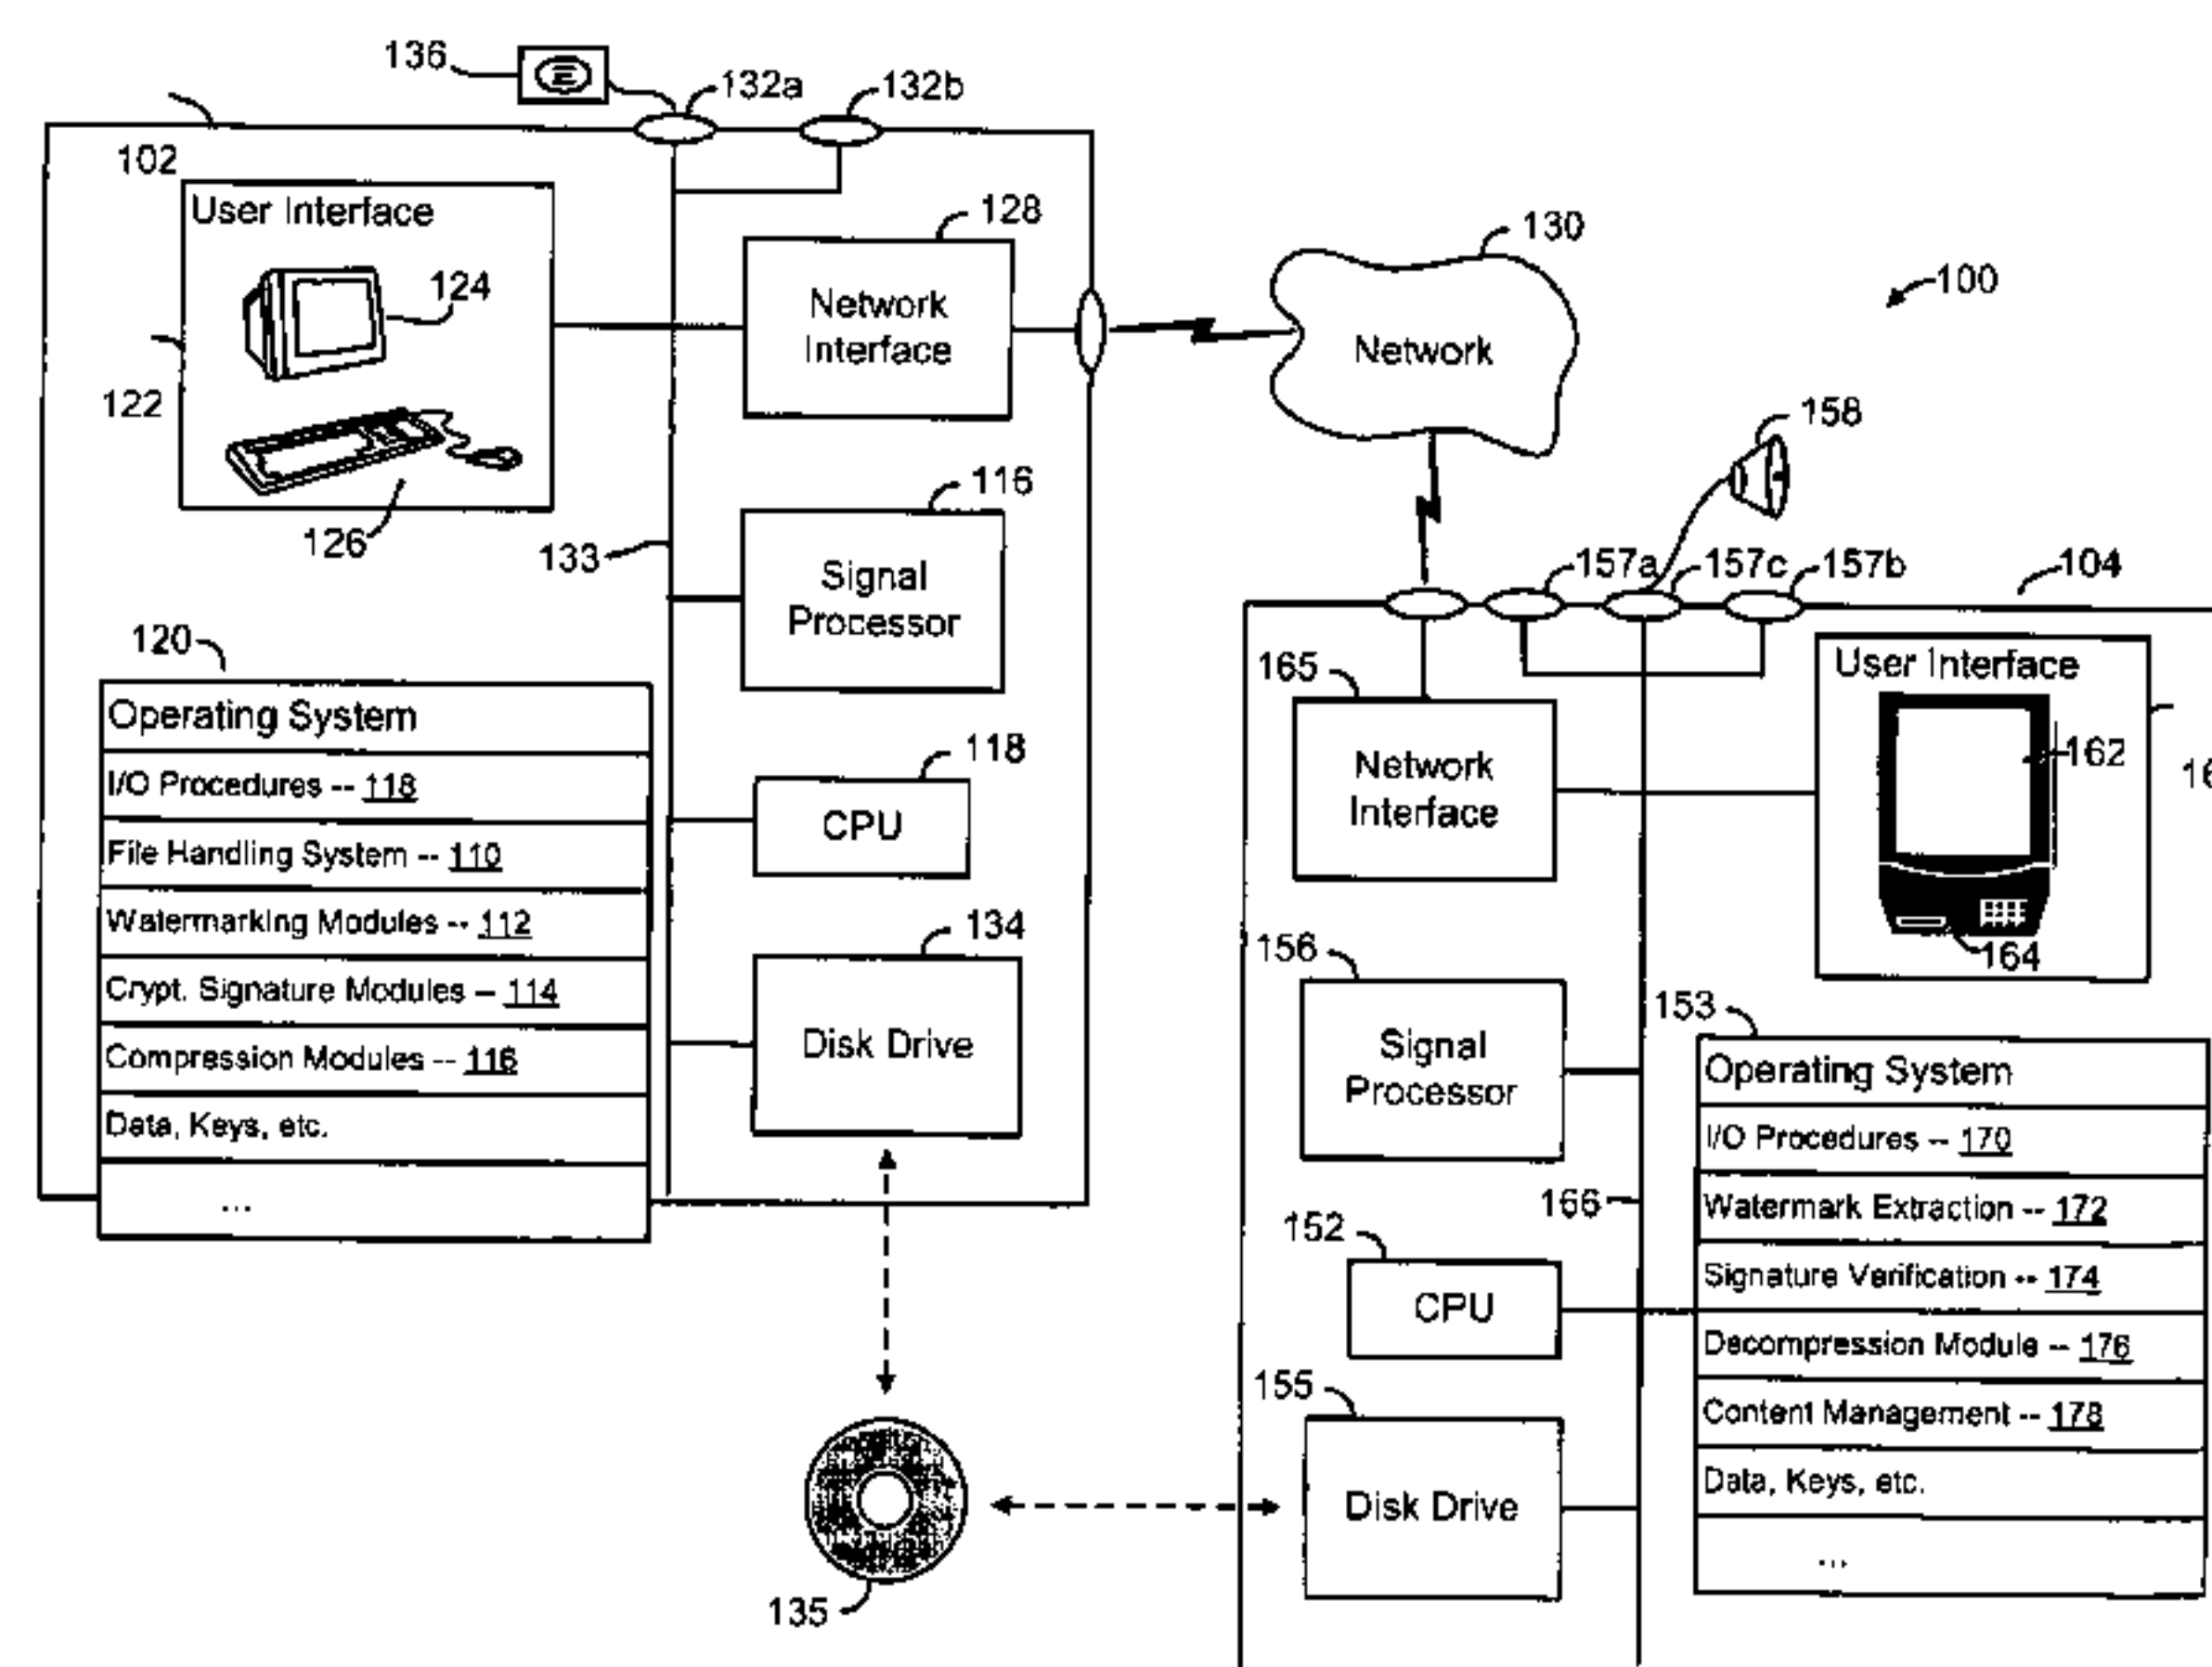 136
132a
132b
102
User Interface
128
130
124
Network
Interface
100
Network
122
158
116
126
133
Signal
Processor
157a
157c
157b
104
120
165
User Interface
Operating System
118
162
I/O Procedures -- 118
Network
Interface
CPU
File Handling System -- 110
Watermarking Modules -- 112
134
156
164
Crypt. Signature Modules -- 114
153
Disk Drive
Signal
Processor
Compression Modules -- 116
Operating System
Data, Keys, etc.
I/O Procedures -- 170
...
166
Watermark Extraction -- 172
152
Signature Verification -- 174
CPU
Decompression Module -- 176
155
Content Management -- 178
Data, Keys, etc.
Disk Drive
...
135